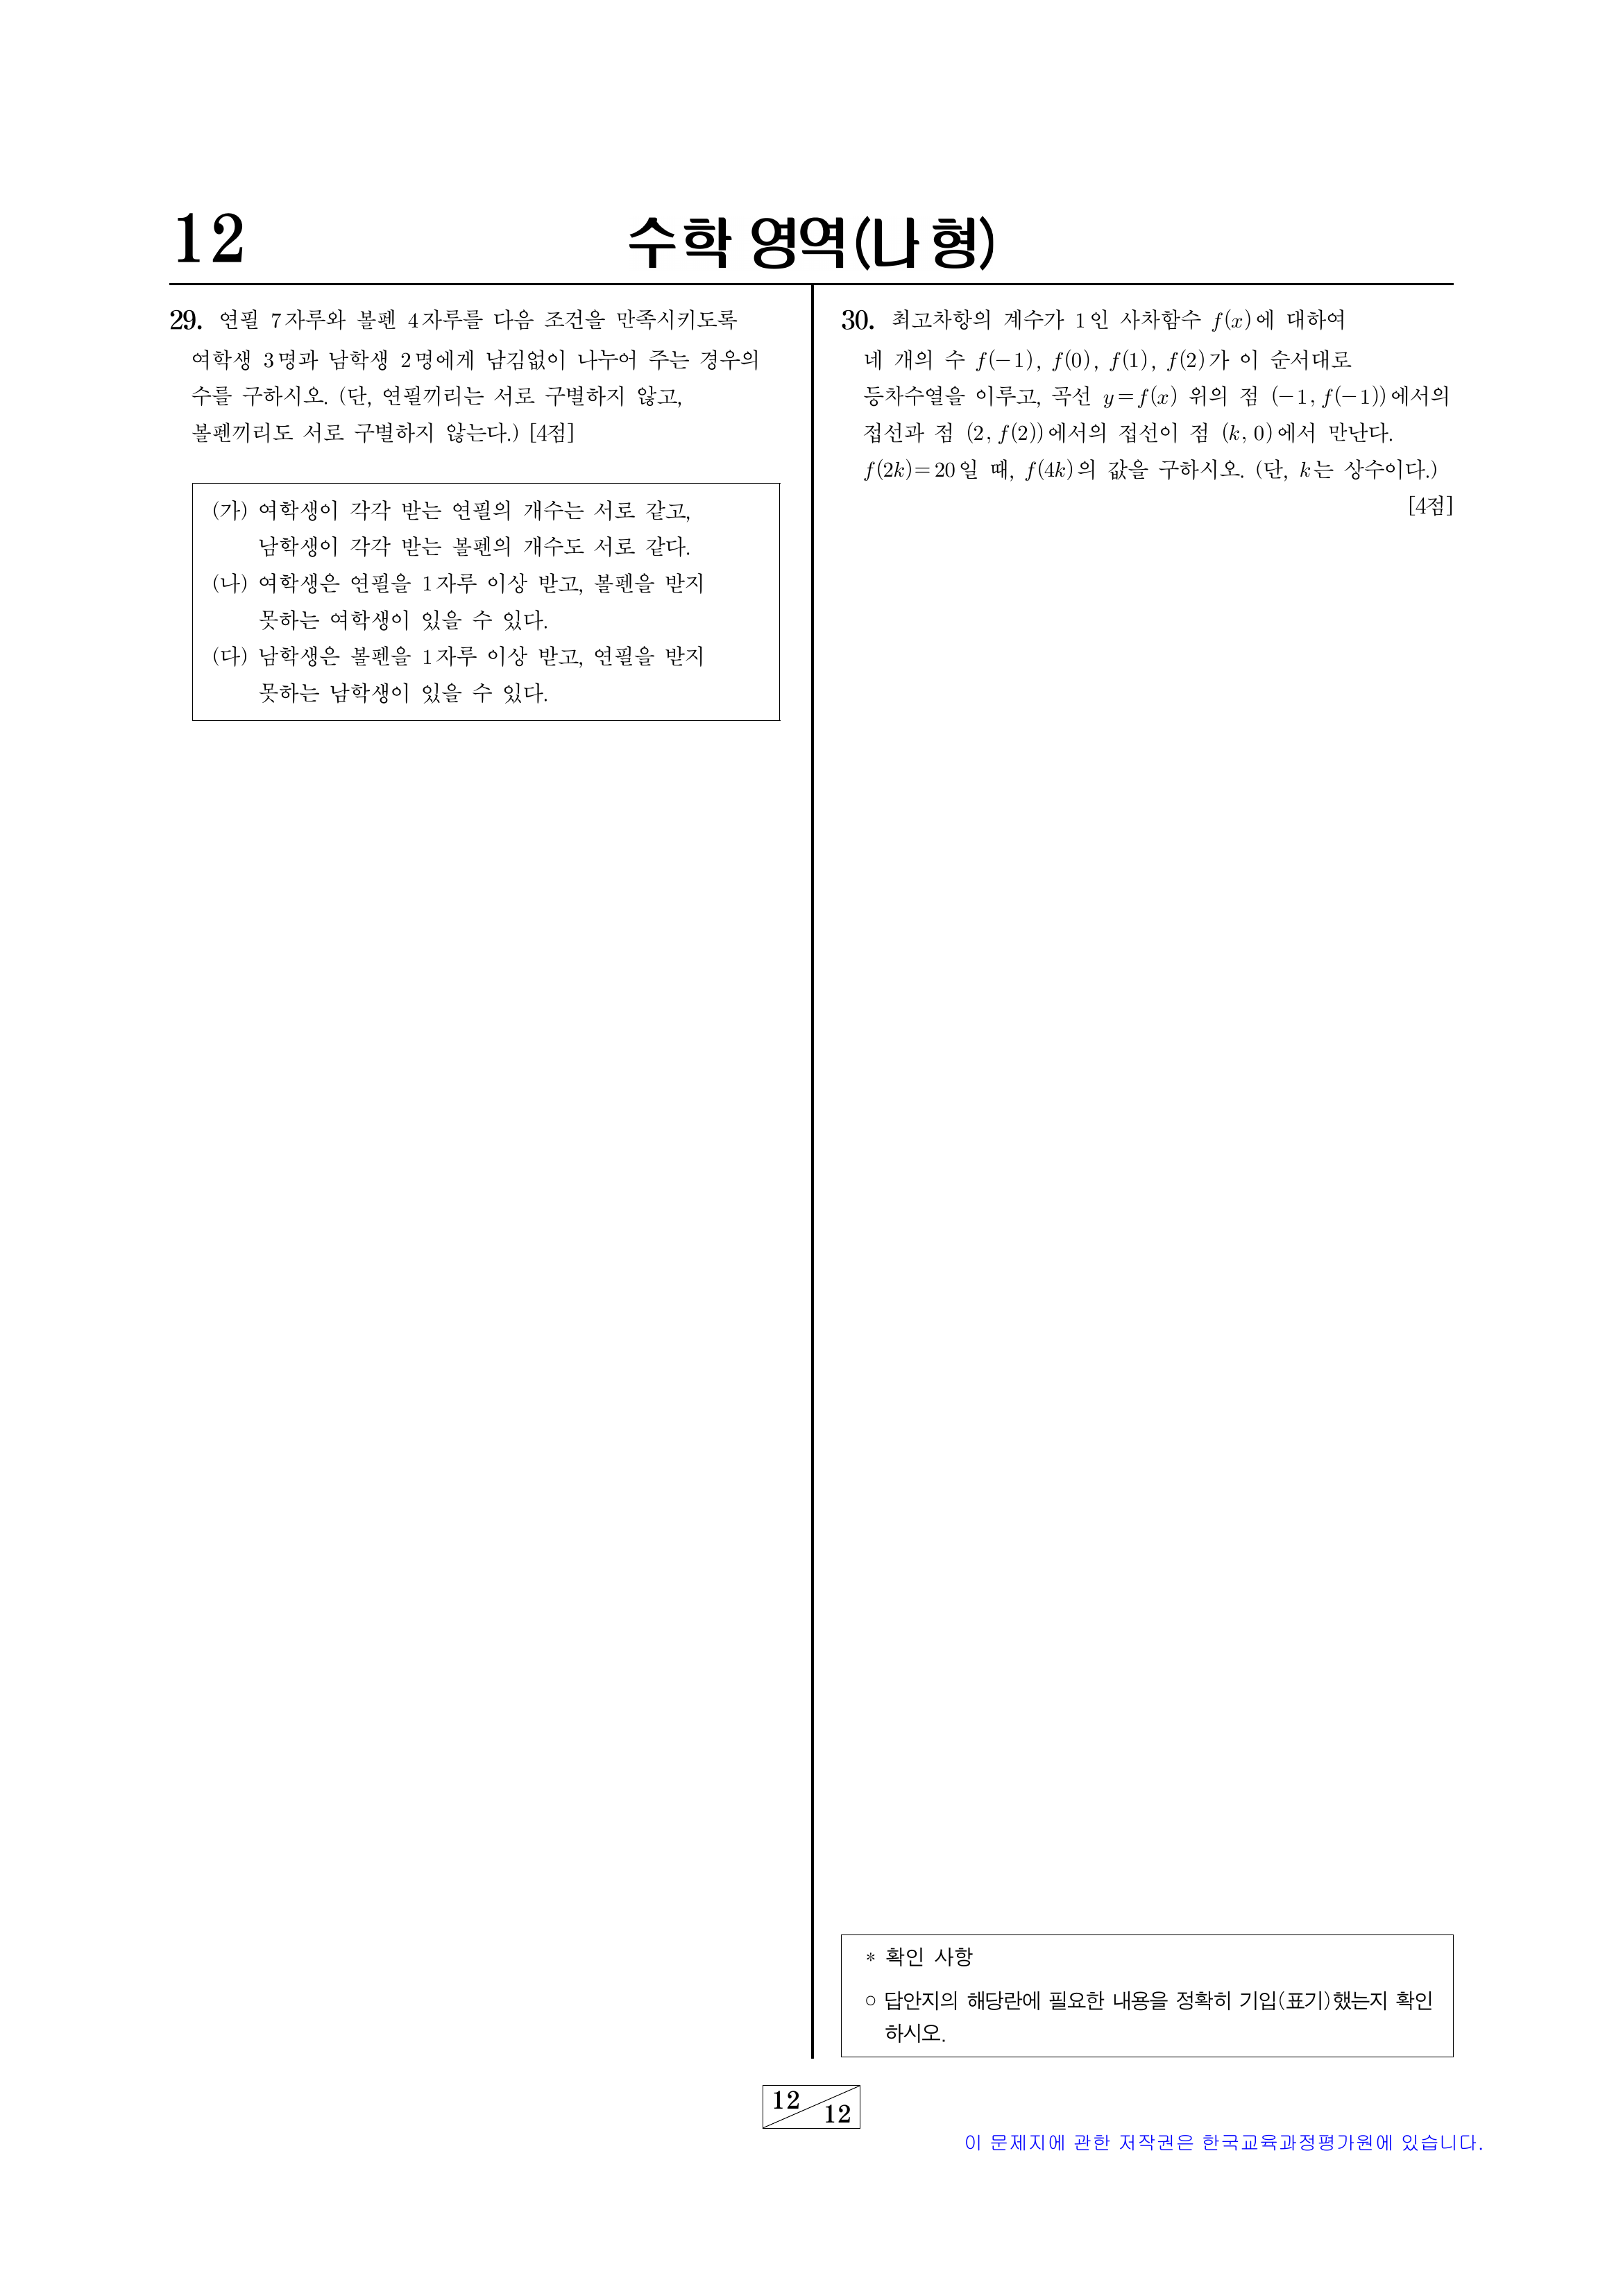 12
수학 영역(나형)
29. 연필 7자루와 볼펜 4자루를 다음 조건을 만족시키도록
여학생 3명과 남학생 2명에게 남김없이 나누어 주는 경우의
수를 구하시오. (단, 연필끼리는 서로 구별하지 않고,
볼펜끼리도 서로 구별하지 않는다.) [4점]
(가) 여학생이 각각 받는 연필의 개수는 서로 같고,
남학생이 각각 받는 볼펜의 개수도 서로 같다.
(나) 여학생은 연필을 1자루 이상 받고, 볼펜을 받지
못하는 여학생이 있을 수 있다.
(다) 남학생은 볼펜을 1자루 이상 받고, 연필을 받지
못하는 남학생이 있을 수 있다.
30. 최고차항의 계수가 1인 사차함수 f(x)에 대하여
네 개의 수 f(-1), f(0), f(1), f(2)가 이 순서대로
등차수열을 이루고, 곡선 y=f(x) 위의 점 (-1, f(-1))에서의
접선과 점 (2, f(2))에서의 접선이 점 (k, 0)에서 만난다.
f(2k)=20일 때, f(4k)의 값을 구하시오. (단, k는 상수이다.)
[4점]
* 확인 사항
○ 답안지의 해당란에 필요한 내용을 정확히 기입(표기)했는지 확인
하시오.
12
12
이 문제지에 관한 저작권은 한국교육과정평가원에 있습니다.